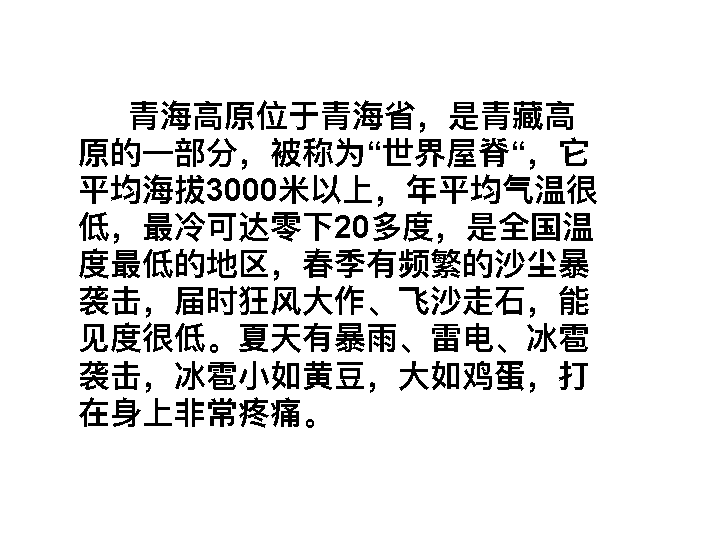 青海高原位于青海省，是青藏高
原的一部分，被称为“世界屋脊“，它
平均海拔3000米以上，年平均气温很
低，最冷可达零下20多度，是全国温
度最低的地区，春季有频繁的沙尘暴
袭击，届时狂风大作、飞沙走石，能
见度很低。夏天有暴雨、雷电、冰雹
袭击，冰雹小如黄豆，大如鸡蛋，打
在身上非常疼痛。